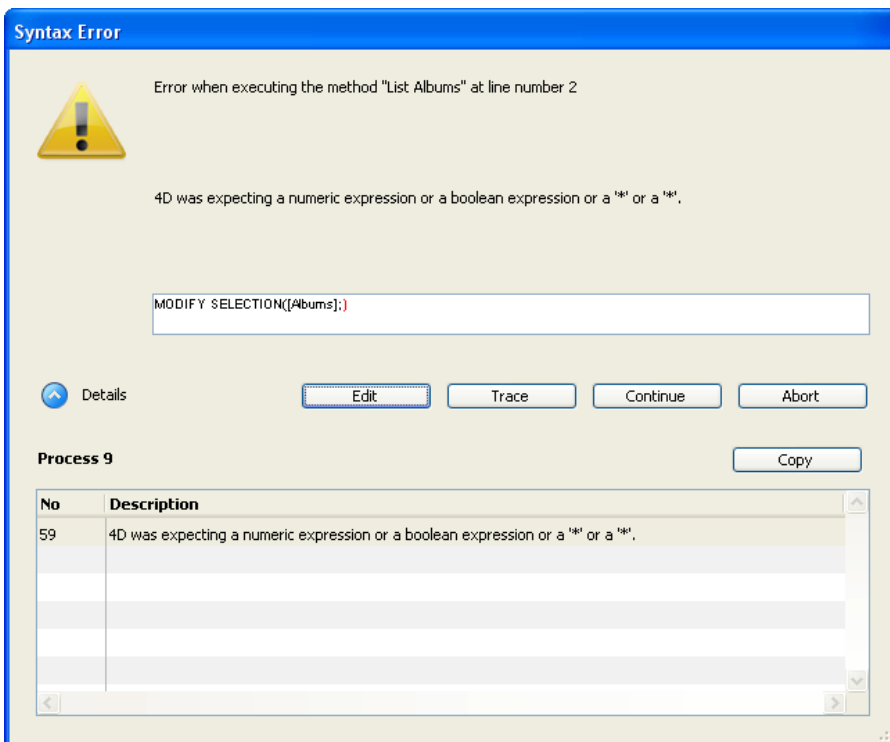 Syntax Error
Error when executing the method "List Albums" at line number 2
4D was expecting a numeric expression or a boolean expression or a '*' or a '*'.
MODIFY SELECTION([Albums];)
Details
Edit
Trace
Continue
Abort
Process 9
Copy
No Description
59 4D was expecting a numeric expression or a boolean expression or a '*' or a '*'.